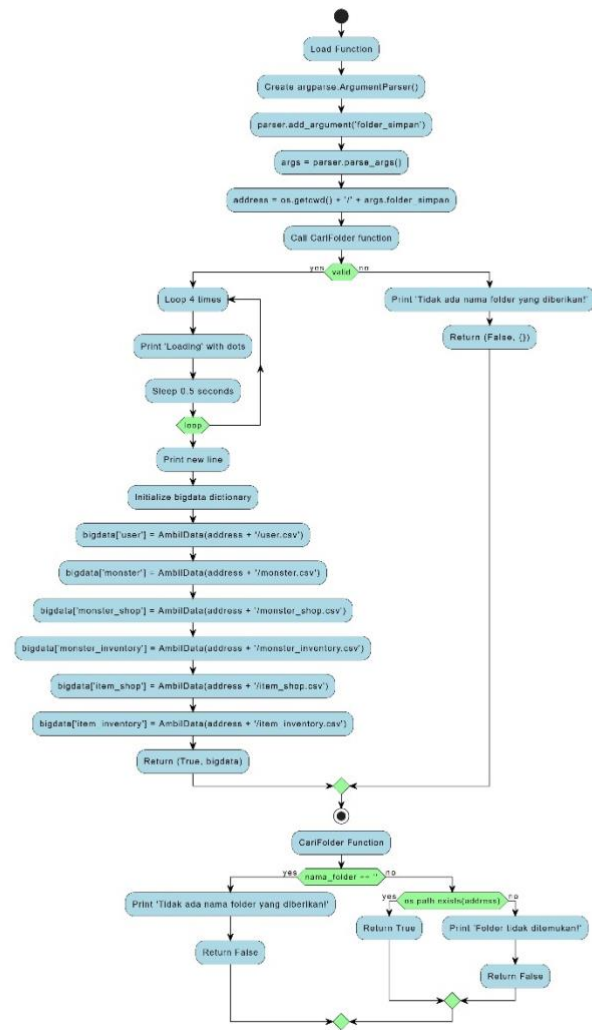 Load Function
Create argparse.ArgumentParser()
parser.add_argument('folder_simpan')
args = parser.parse_args()
address = os.getcwd() + '/' + args.folder_simpan
Call CariFolder function
yes
valid
no
Loop 4 times
Print 'Loading' with dots
Sleep 0.5 seconds
loop
Print new line
Initialize bigdata dictionary
bigdata['user'] = AmbilData(address + '/user.csv')
bigdata['monster'] = AmbilData(address + '/monster.csv')
bigdata['monster_shop'] = AmbilData(address + '/monster_shop.csv')
bigdata['monster_inventory'] = AmbilData(address + '/monster_inventory.csv')
bigdata['item_shop'] = AmbilData(address + '/item_shop.csv')
bigdata['item_inventory'] = AmbilData(address + '/item_inventory.csv')
Return (True, bigdata)
Print 'Tidak ada nama folder yang diberikan!'
Return (False, {})
CariFolder Function
yes
nama_folder == ''
no
Print 'Tidak ada nama folder yang diberikan!'
Return False
yes
os.path.exists(address)
no
Return True
Print 'Folder tidak ditemukan!'
Return False